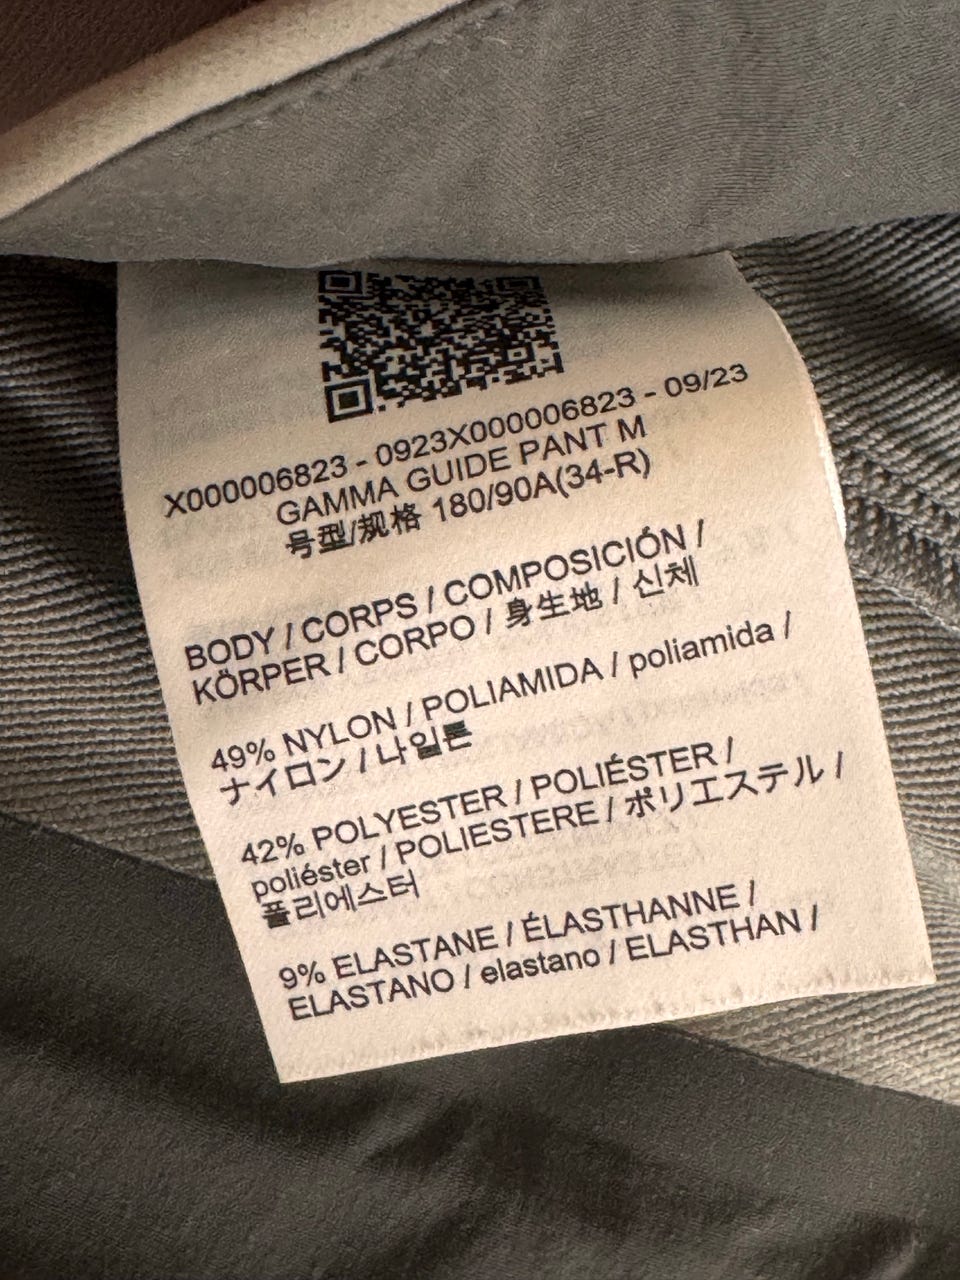 X000006823 - 0923X000006823 - 09/23
GAMMA GUIDE PANT M
号型/规格 180/90A(34-R)
BODY / CORPS / COMPOSICIÓN /
KÖRPER / CORPO / 身生地 / 신체
49% NYLON / POLIAMIDA / poliamida /
ナイロン / 나일론
42% POLYESTER / POLIÉSTER /
poliéster / POLIESTERE / ポリエステル /
폴리에스터
9% ELASTANE / ÉLASTHANNE /
ELASTANO / elastano / ELASTHAN /